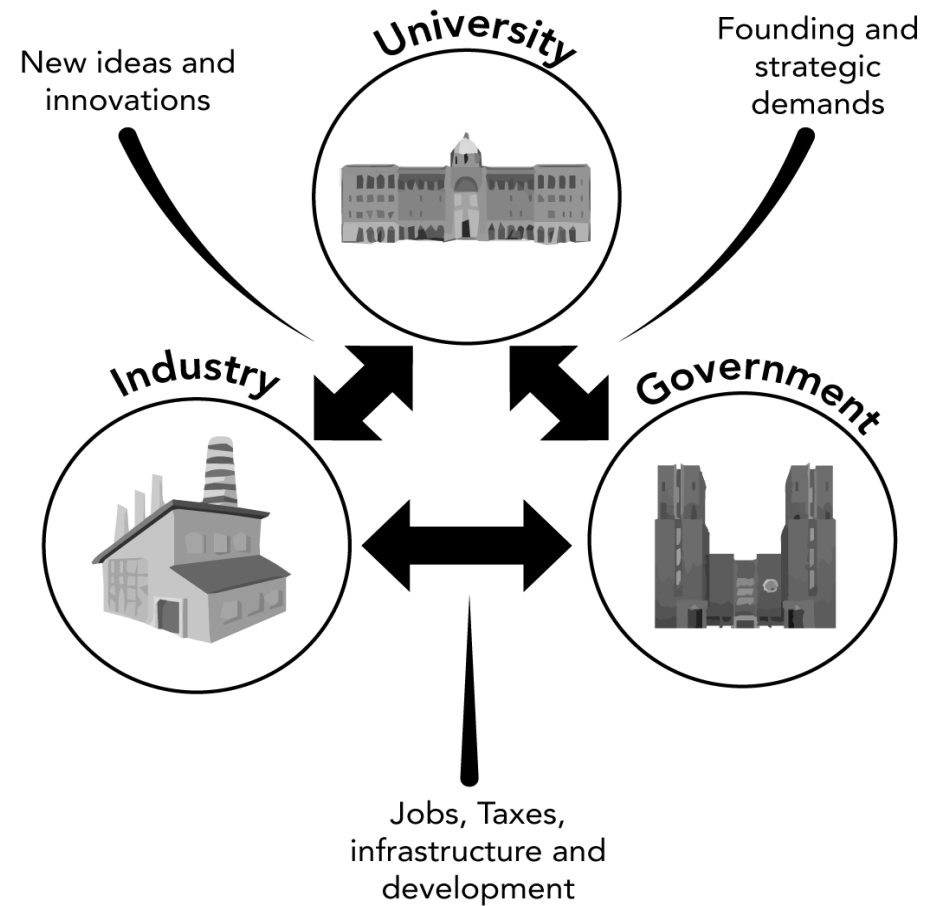 University
New ideas and
innovations
Founding and
strategic
demands
Industry
Government
Jobs, Taxes,
infrastructure and
development